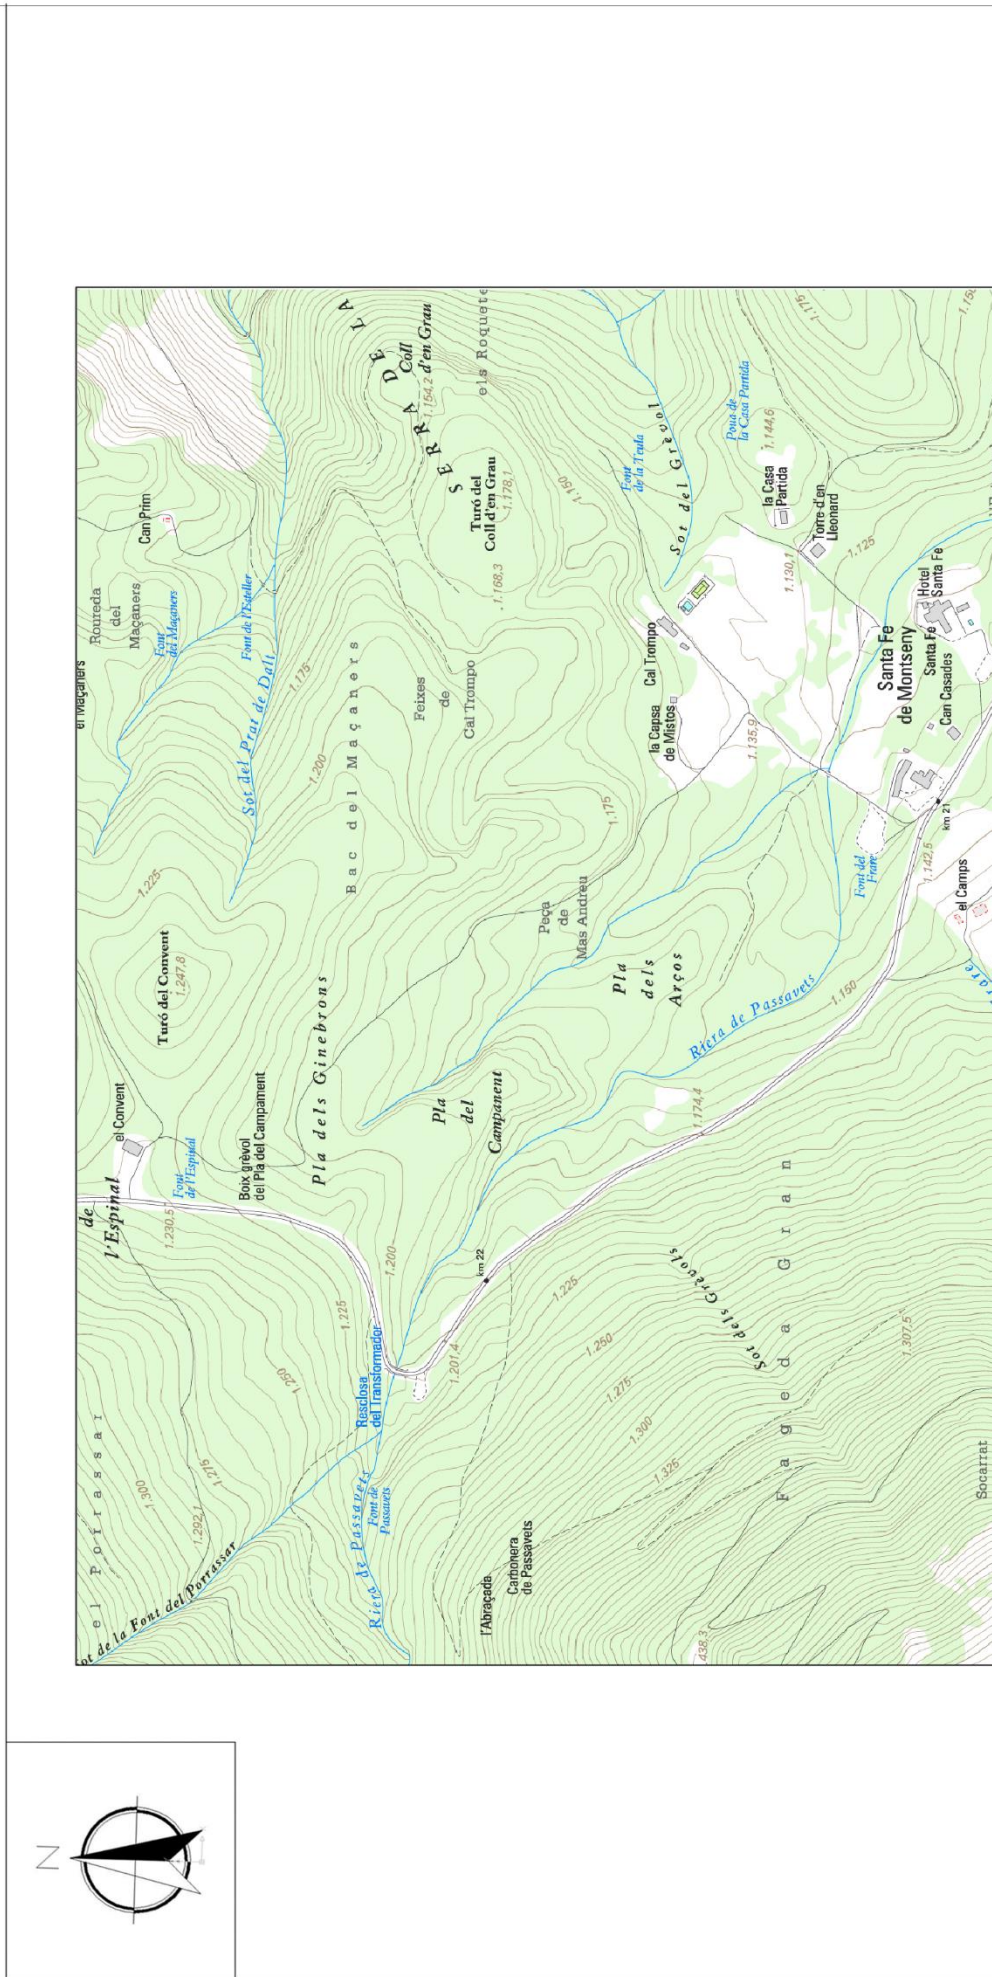 N
el Maçaners
Roureda
del
Maçaners
Can Prim
Font
del Maçaners
Font de l'Esteller
Sot del Prat de Dalt
1.175
1.200
1.225
Turó del Convent
1.247,8
el Convent
de
l'Espinal
1.230,5
Font
de l'Espinal
Boix grèvol
del Pla del Campament
Pla dels Ginebrons
Bac del Maçaners
Feixes
de
Cal Trompo
SERRA DE LA
Coll
d'en Grau
1.154,2
Turó del
Coll d'en Grau
1.178,1
1.168,3
1.150
els Roquete
Font
de la Teula
Sot del Grèvol
Poua de
la Casa Partida
1.144,6
la Casa
Partida
Torre d'en
Lleonard
1.130,1
1.125
1.175
1.150
Cal Trompo
la Capsa
de Mistos
1.135,9
1.175
Peça
de
Mas Andreu
Pla
dels
Arços
Pla
del
Campanent
Riera de Passavets
1.150
1.174,4
Santa Fe
de Montseny
Hotel
Santa Fe
Santa Fe
Can Casades
km 21
1.142,5
Font del
Frare
el Camps
rare
km 22
1.200
1.201,4
1.225
1.225
1.250
1.250
1.275
1.275
1.300
1.300
1.325
1.292,1
1.307,5
438,3
Resclosa
del Transformador
Riera de Passavets
Font de
Passavets
el Porrassar
ot de la Font del Porrassar
l'Abraçada
Carbonera
de Passavets
Sot dels Grèvols
Fageda Gran
Socarrat